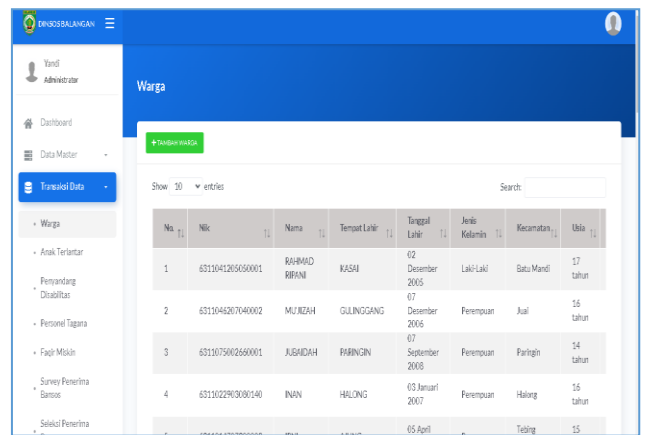 DINSOS BALANGAN
Yandi
Administrator
Warga
Dashboard
Data Master
Transaksi Data
Warga
Anak Terlantar
Penyandang
Disabilitas
Personel Tagana
Faqir Miskin
Survey Penerima
Bansos
Seleksi Penerima
+TAMBAH WARGA
Show 10 entries
Search:
No. Nik Nama Tempat Lahir Tanggal Lahir Jenis Kelamin Kecamatan Usia
1 6311041205050001 RAHMAD RIPANI KASAI 02 Desember 2005 Laki-Laki Batu Mandi 17 tahun
2 6311046207040002 MU'JIZAH GULINGGANG 07 Desember 2006 Perempuan Juai 16 tahun
3 6311075002660001 JUBAIDAH PARINGIN 07 September 2008 Perempuan Paringin 14 tahun
4 6311022903080140 INAN HALONG 03 Januari 2007 Perempuan Halong 16 tahun
05 April Tebing 15